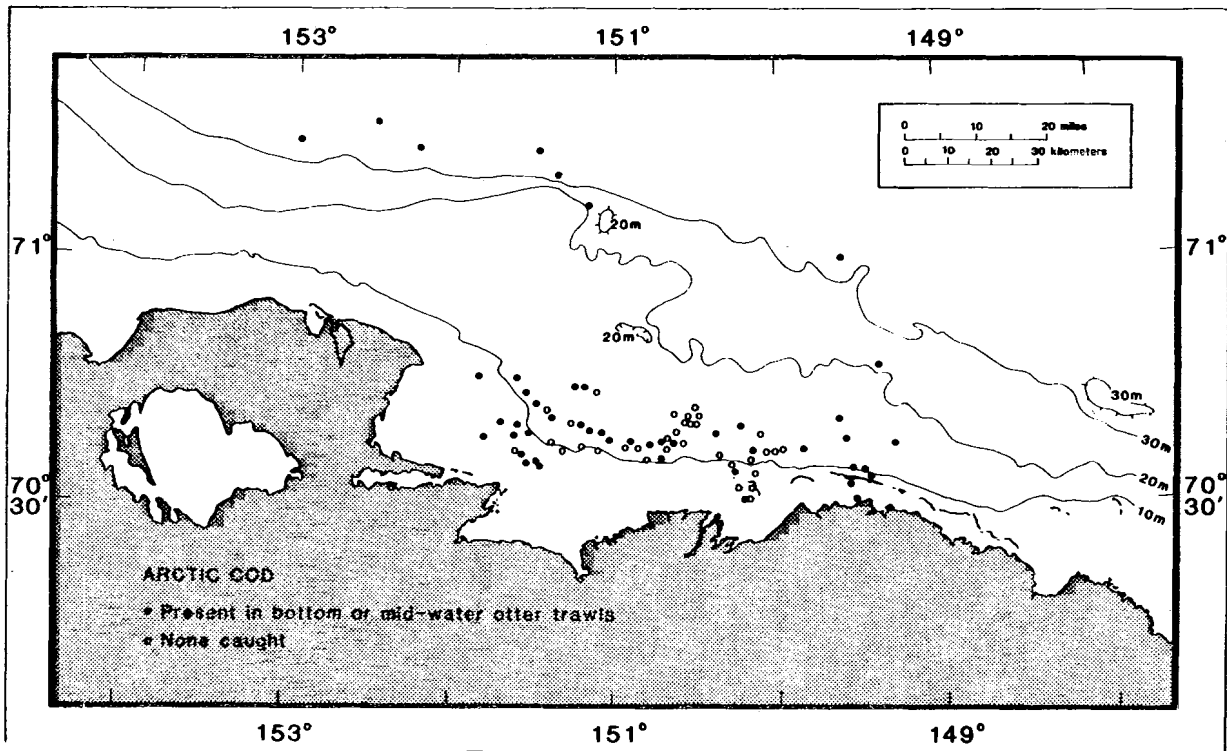 153° 151° 149°
0 10 20 miles
0 10 20 30 kilometers
20m
71° 71°
20m
30m
30m
20m
10m
70° 70°
30' 30'
ARCTIC COD
Present in bottom or mid-water otter trawls
None caught
153° 151° 149°